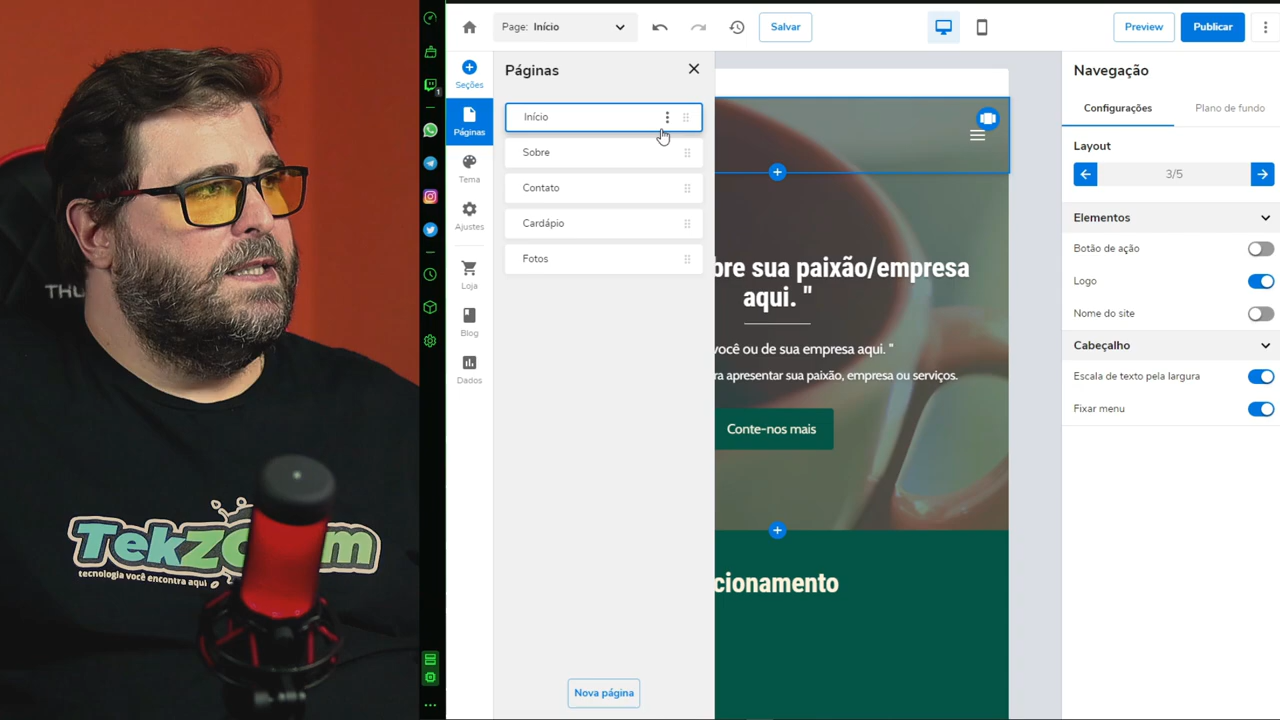 Page: Início
Salvar
Preview
Publicar
Seções
Páginas
Tema
Ajustes
Loja
Blog
Dados
Páginas
Início
Sobre
Contato
Cardápio
Fotos
Nova página
bre sua paixão/empresa
aqui. "
você ou de sua empresa aqui. "
ra apresentar sua paixão, empresa ou serviços.
Conte-nos mais
cionamento
Navegação
Configurações
Plano de fundo
Layout
3/5
Elementos
Botão de ação
Logo
Nome do site
Cabeçalho
Escala de texto pela largura
Fixar menu
1
THU
TekZoom
tecnologia você encontra aqui